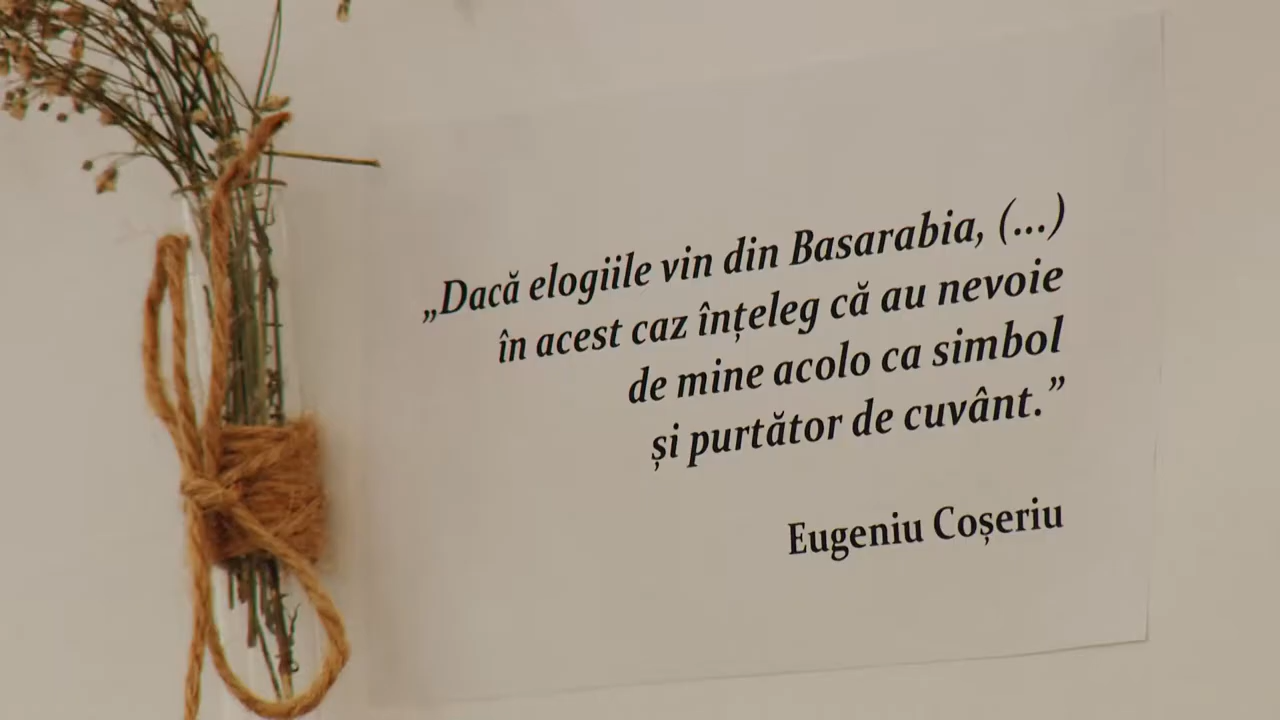 „Dacă elogiile vin din Basarabia, (...)
în acest caz înțeleg că au nevoie
de mine acolo ca simbol
și purtător de cuvânt.”
Eugeniu Coșeriu